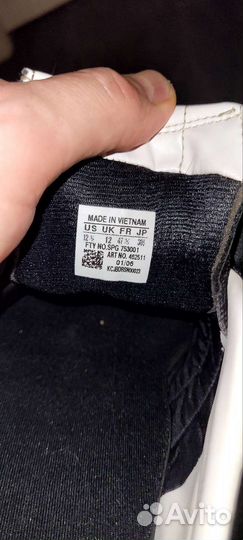 MADE IN VIETNAM
US UK FR JP
12 ½ 12 47 ⅓ 305
FTY NO.SPG 753001
ART NO. 462511
01/06
KCJBDR9N00023
Avito